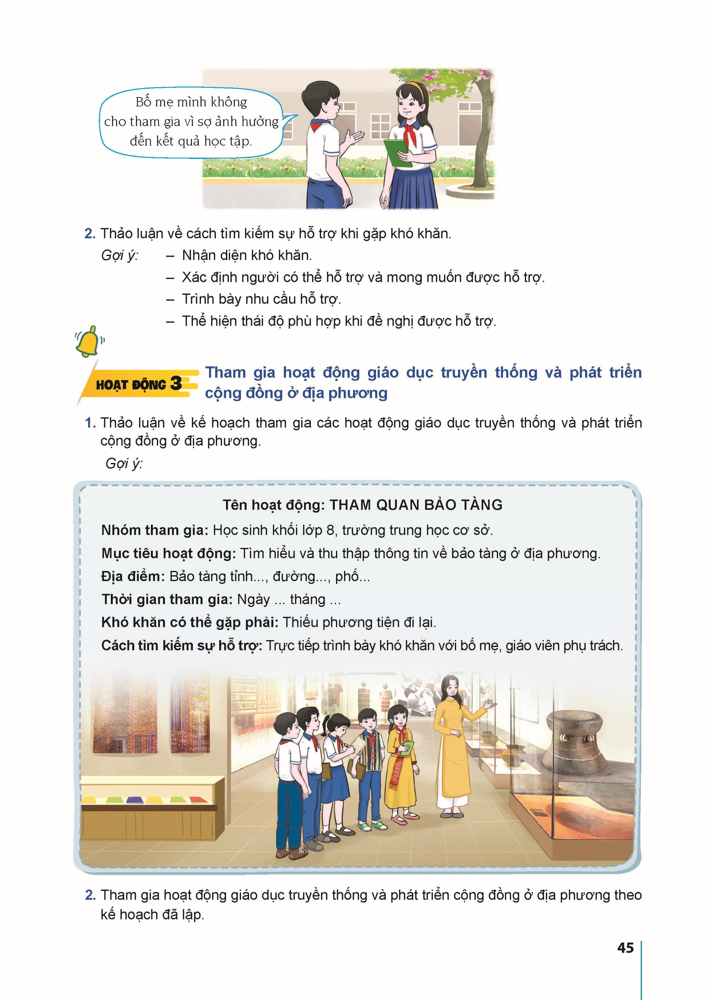 Bố mẹ mình không
cho tham gia vì sợ ảnh hưởng
đến kết quả học tập.
2. Thảo luận về cách tìm kiếm sự hỗ trợ khi gặp khó khăn.
Gợi ý: – Nhận diện khó khăn.
– Xác định người có thể hỗ trợ và mong muốn được hỗ trợ.
– Trình bày nhu cầu hỗ trợ.
– Thể hiện thái độ phù hợp khi đề nghị được hỗ trợ.
HOẠT ĐỘNG 3
Tham gia hoạt động giáo dục truyền thống và phát triển
cộng đồng ở địa phương
1. Thảo luận về kế hoạch tham gia các hoạt động giáo dục truyền thống và phát triển
cộng đồng ở địa phương.
Gợi ý:
Tên hoạt động: THAM QUAN BẢO TÀNG
Nhóm tham gia: Học sinh khối lớp 8, trường trung học cơ sở.
Mục tiêu hoạt động: Tìm hiểu và thu thập thông tin về bảo tàng ở địa phương.
Địa điểm: Bảo tàng tỉnh..., đường..., phố...
Thời gian tham gia: Ngày ... tháng ...
Khó khăn có thể gặp phải: Thiếu phương tiện đi lại.
Cách tìm kiếm sự hỗ trợ: Trực tiếp trình bày khó khăn với bố mẹ, giáo viên phụ trách.
2. Tham gia hoạt động giáo dục truyền thống và phát triển cộng đồng ở địa phương theo
kế hoạch đã lập.
45